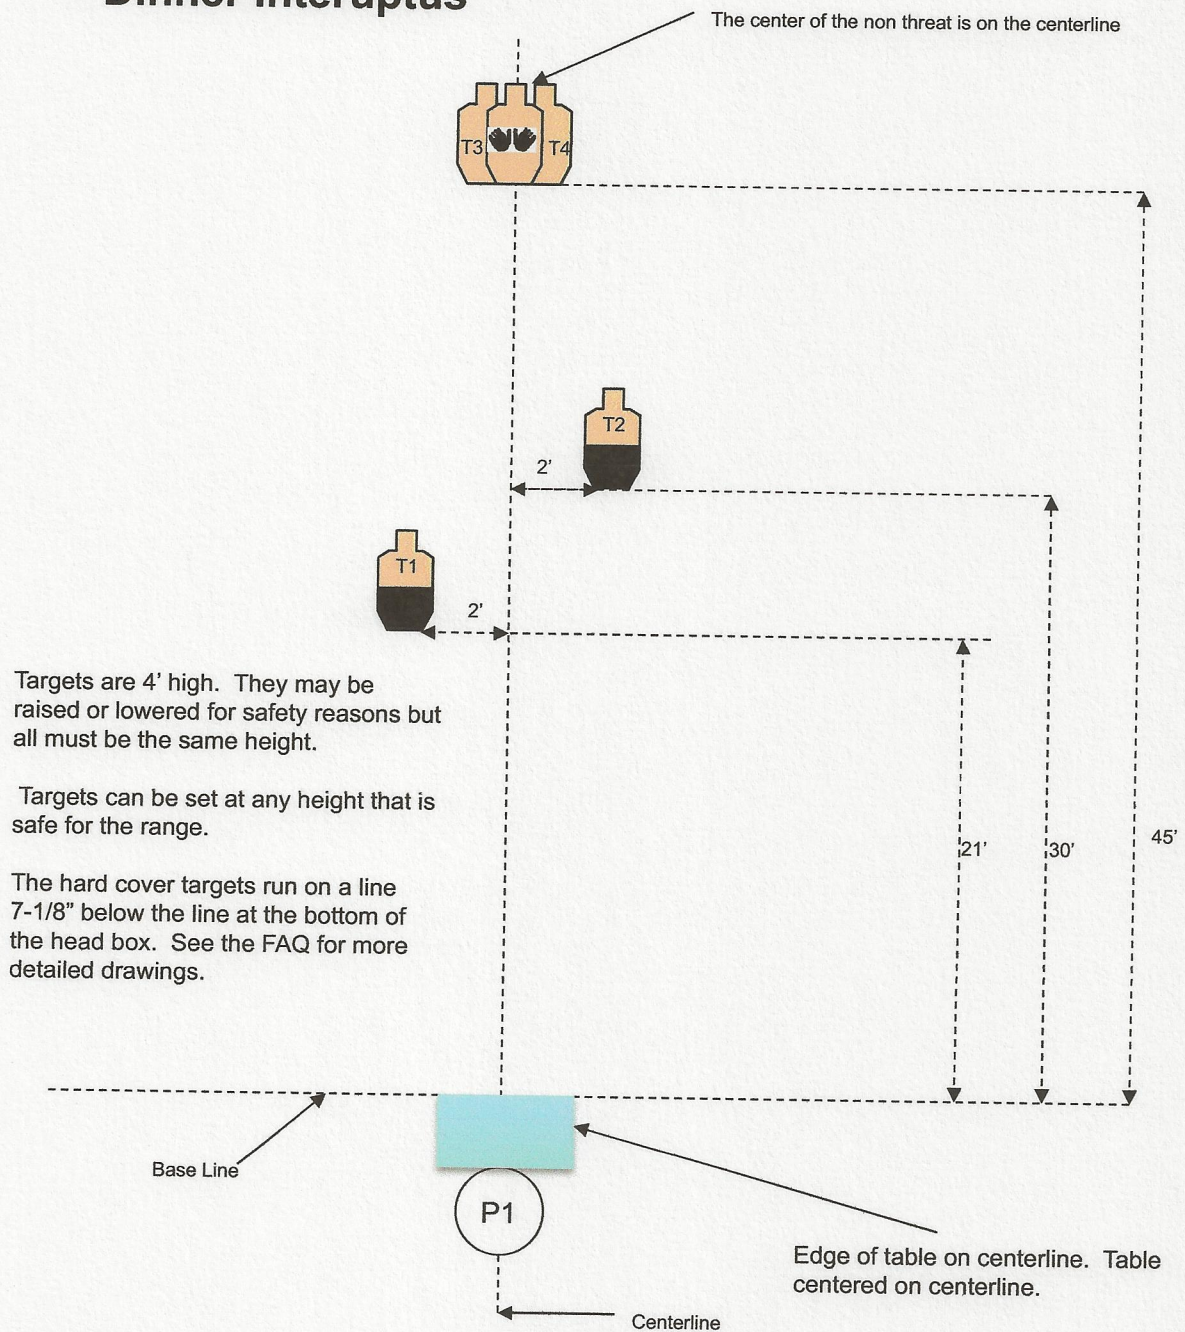 Dinner Interuptus
The center of the non threat is on the centerline
T3
T4
T2
2'
T1
2'
Targets are 4' high. They may be
raised or lowered for safety reasons but
all must be the same height.
Targets can be set at any height that is
safe for the range.
21'
30'
45'
The hard cover targets run on a line
7-1/8" below the line at the bottom of
the head box. See the FAQ for more
detailed drawings.
Base Line
P1
Edge of table on centerline. Table
centered on centerline.
Centerline